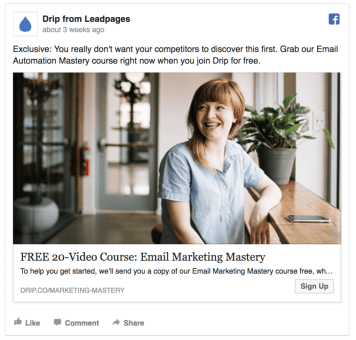 Drip from Leadpages
about 3 weeks ago
Exclusive: You really don't want your competitors to discover this first. Grab our Email
Automation Mastery course right now when you join Drip for free.
FREE 20-Video Course: Email Marketing Mastery
To help you get started, we'll send you a copy of our Email Marketing Mastery course free, wh...
DRIP.CO/MARKETING-MASTERY
Sign Up
Like Comment Share